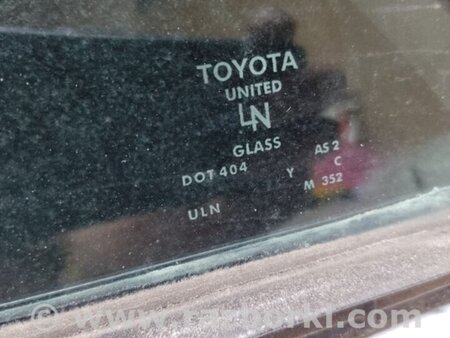 TOYOTA
UNITED
LN
GLASS
DOT 404 Y AS 2
C
ULN M 352
© www.razborki.com